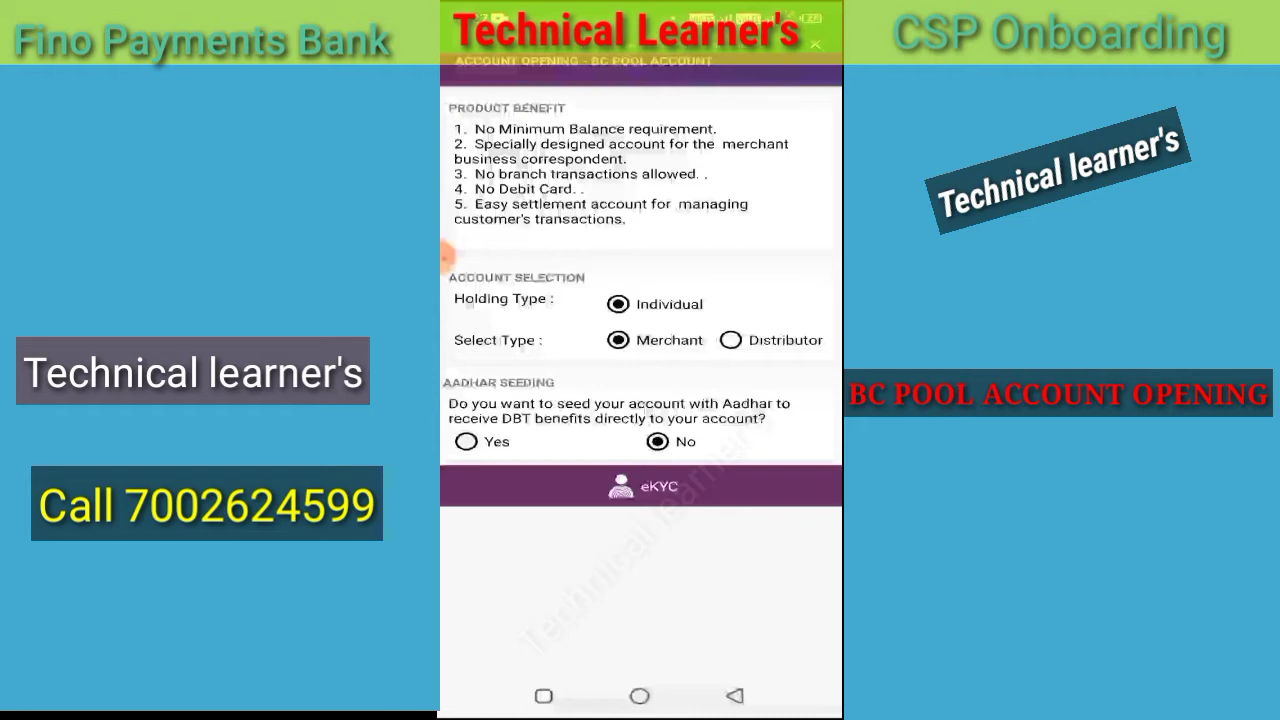 Fino Payments Bank
Technical Learner's
CSP Onboarding
ACCOUNT OPENING - BC POOL ACCOUNT
PRODUCT BENEFIT
1. No Minimum Balance requirement.
2. Specially designed account for the merchant
business correspondent.
3. No branch transactions allowed. .
4. No Debit Card. .
5. Easy settlement account for managing
customer's transactions.
Technical learner's
ACCOUNT SELECTION
Holding Type :
Individual
Select Type :
Merchant
Distributor
Technical learner's
AADHAR SEEDING
Do you want to seed your account with Aadhar to
receive DBT benefits directly to your account?
Yes
No
BC POOL ACCOUNT OPENING
eKYC
Call 7002624599
Technical learner's